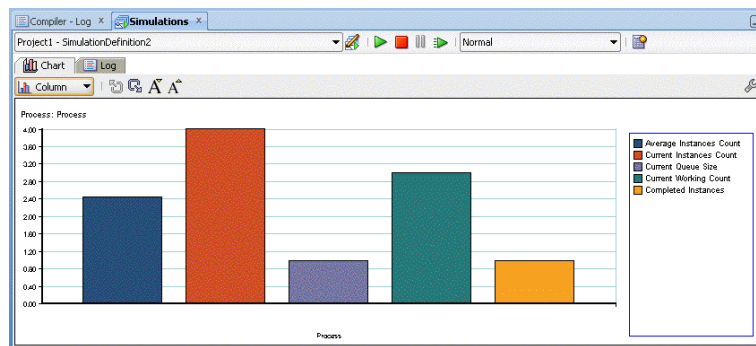 Compiler - Log × Simulations ×
Project1 - SimulationDefinition2 Normal
Chart Log
Column A A
Process: Process
4.00
3.60
3.20
2.80
2.40
2.00
1.60
1.20
0.80
0.40
0.00
Process
Average Instances Count
Current Instances Count
Current Queue Size
Current Working Count
Completed Instances